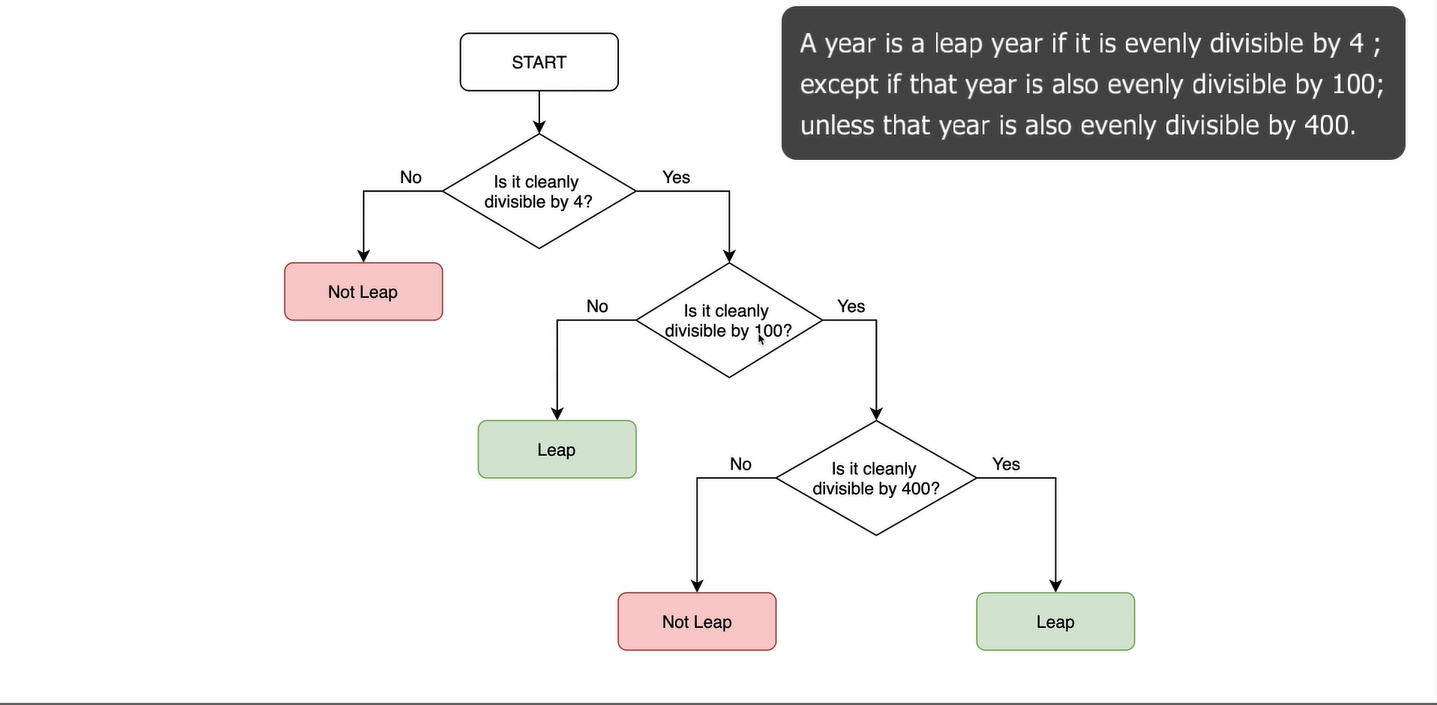 START
A year is a leap year if it is evenly divisible by 4 ;
except if that year is also evenly divisible by 100;
unless that year is also evenly divisible by 400.
No
Is it cleanly
divisible by 4?
Yes
Not Leap
No
Is it cleanly
divisible by 100?
Yes
Leap
No
Is it cleanly
divisible by 400?
Yes
Not Leap
Leap